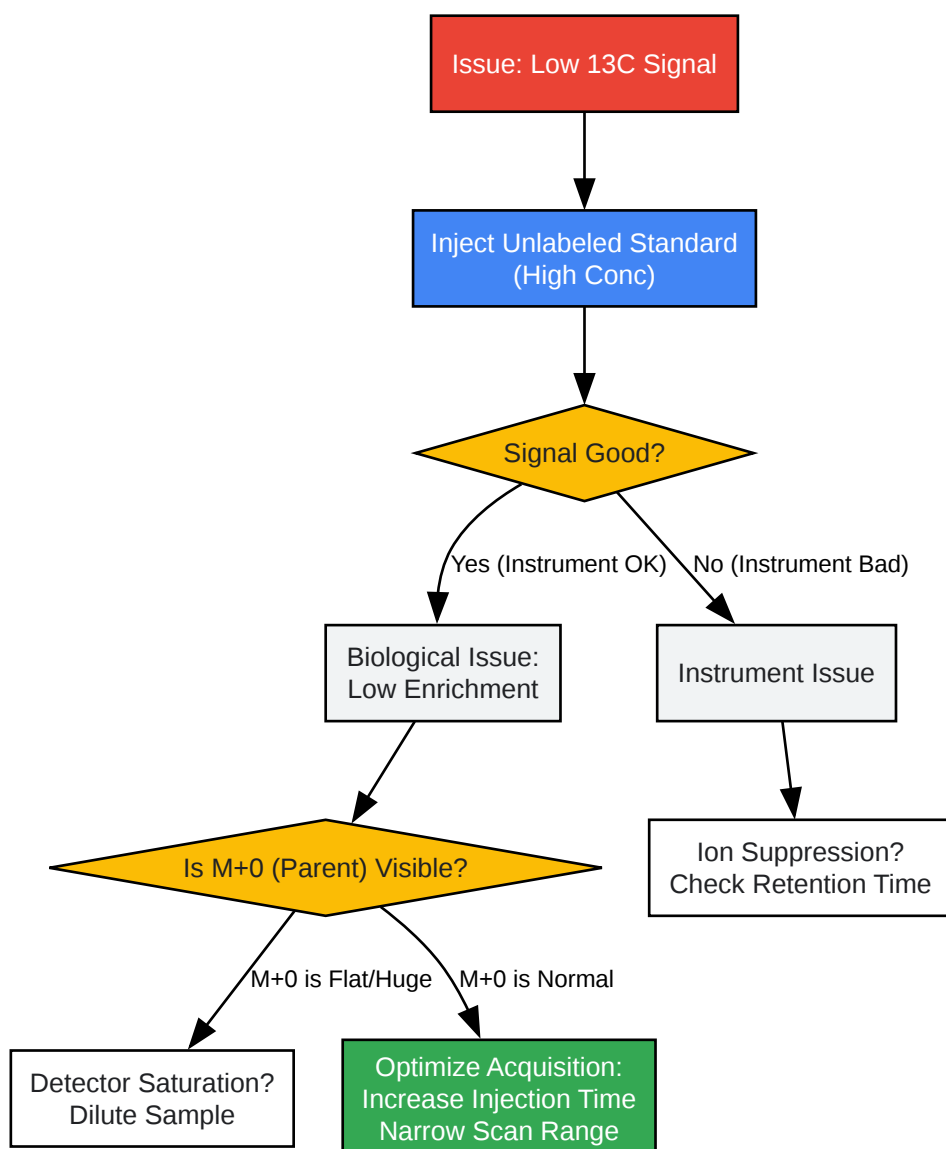 Issue: Low 13C Signal
Inject Unlabeled Standard
(High Conc)
Signal Good?
Yes (Instrument OK)
No (Instrument Bad)
Biological Issue:
Low Enrichment
Instrument Issue
Is M+0 (Parent) Visible?
Ion Suppression?
Check Retention Time
M+0 is Flat/Huge
M+0 is Normal
Detector Saturation?
Dilute Sample
Optimize Acquisition:
Increase Injection Time
Narrow Scan Range